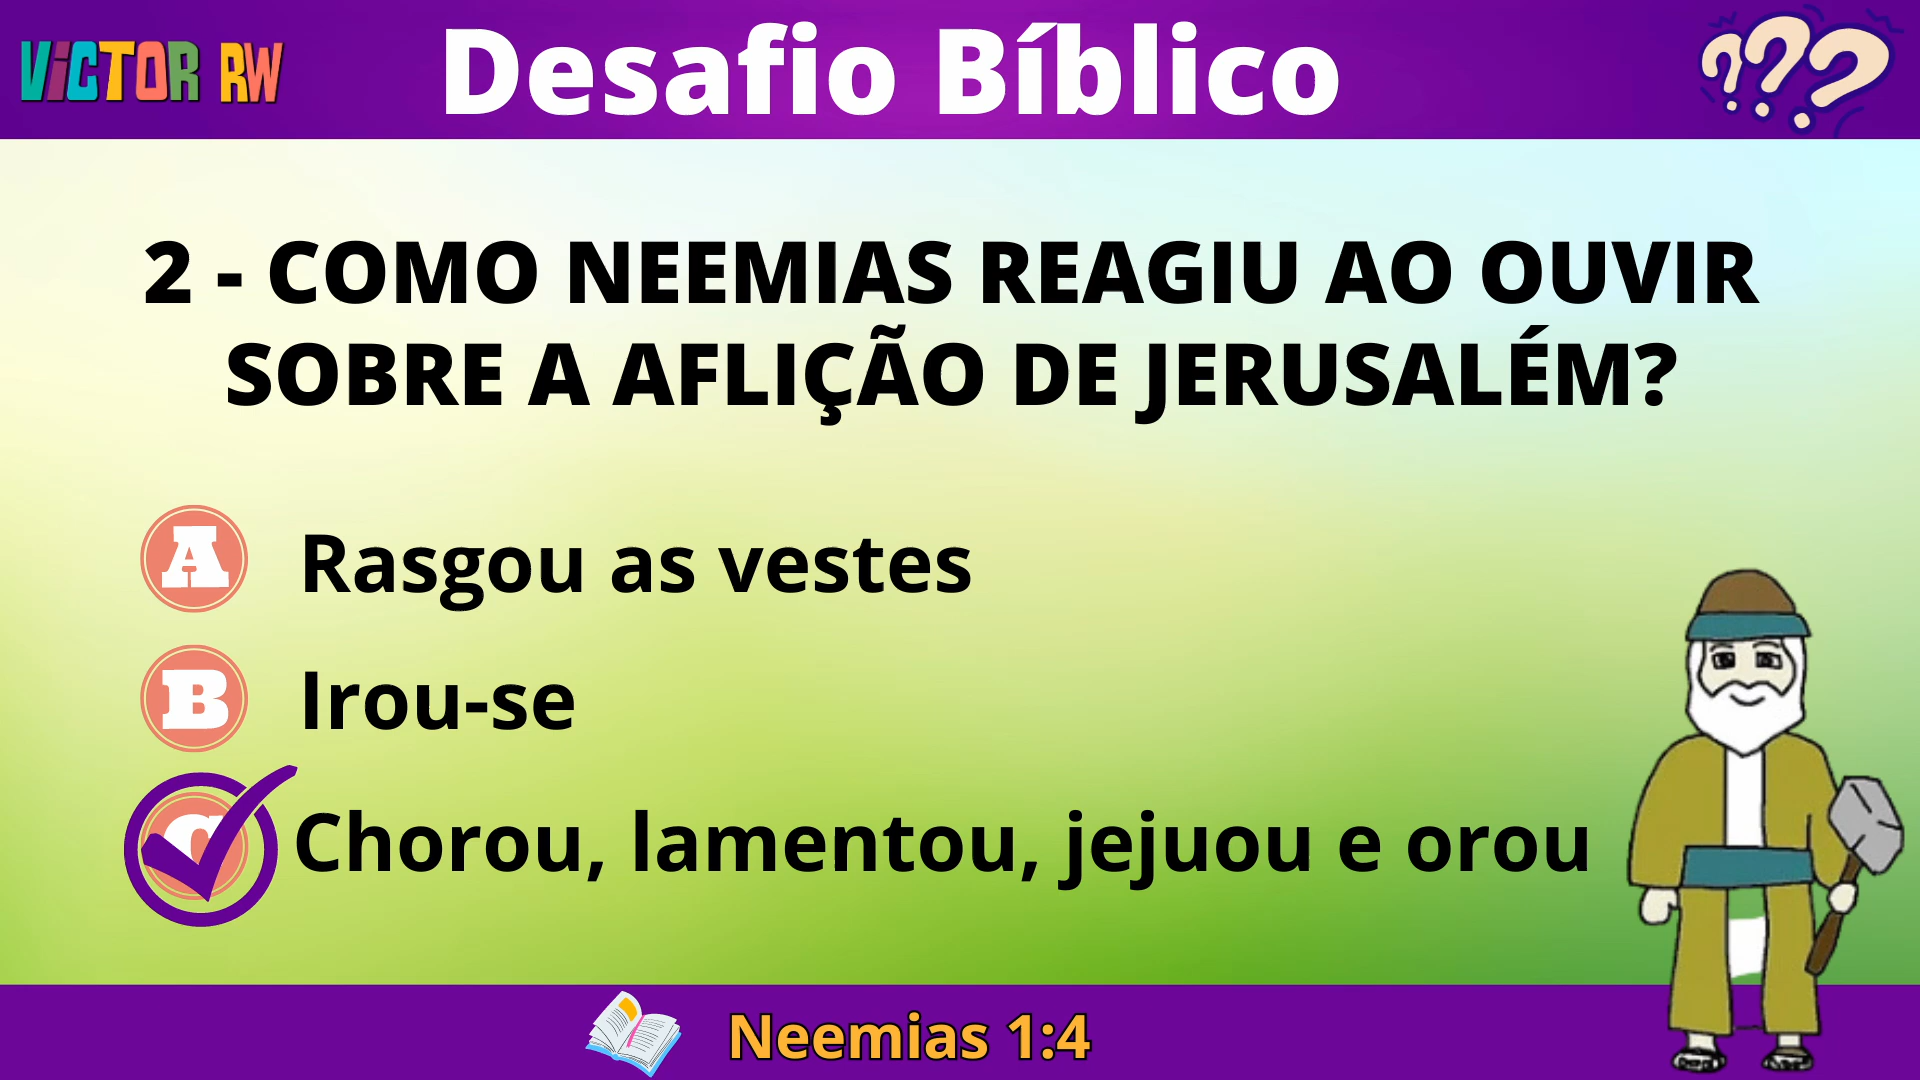 ViCTOR RW
Desafio Bíblico
???
2 - COMO NEEMIAS REAGIU AO OUVIR
SOBRE A AFLIÇÃO DE JERUSALÉM?
A Rasgou as vestes
B Irou-se
C Chorou, lamentou, jejuou e orou
Neemias 1:4